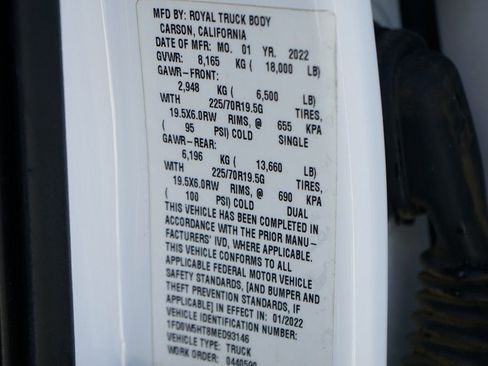 MFD BY: ROYAL TRUCK BODY
CARSON, CALIFORNIA
DATE OF MFR: MO. 01 YR. 2022
GVWR: 8,165 KG ( 18,000 LB)
GAWR-FRONT:
2,948 KG ( 6,500 LB)
WITH 225/70R19.5G TIRES,
19.5X6.0RW RIMS, @ 655 KPA
( 95 PSI) COLD SINGLE
GAWR-REAR:
6,196 KG ( 13,660 LB)
WITH 225/70R19.5G TIRES,
19.5X6.0RW RIMS, @ 690 KPA
( 100 PSI) COLD DUAL
THIS VEHICLE HAS BEEN COMPLETED IN
ACCORDANCE WITH THE PRIOR MANU-
FACTURERS' IVD, WHERE APPLICABLE.
THIS VEHICLE CONFORMS TO ALL
APPLICABLE FEDERAL MOTOR VEHICLE
SAFETY STANDARDS, [AND BUMPER AND
THEFT PREVENTION STANDARDS, IF
APPLICABLE] IN EFFECT IN: 01/2022
VEHICLE IDENTIFICATION NUMBER:
1FD0W5HT8MED93146
VEHICLE TYPE: TRUCK
WORK ORDER